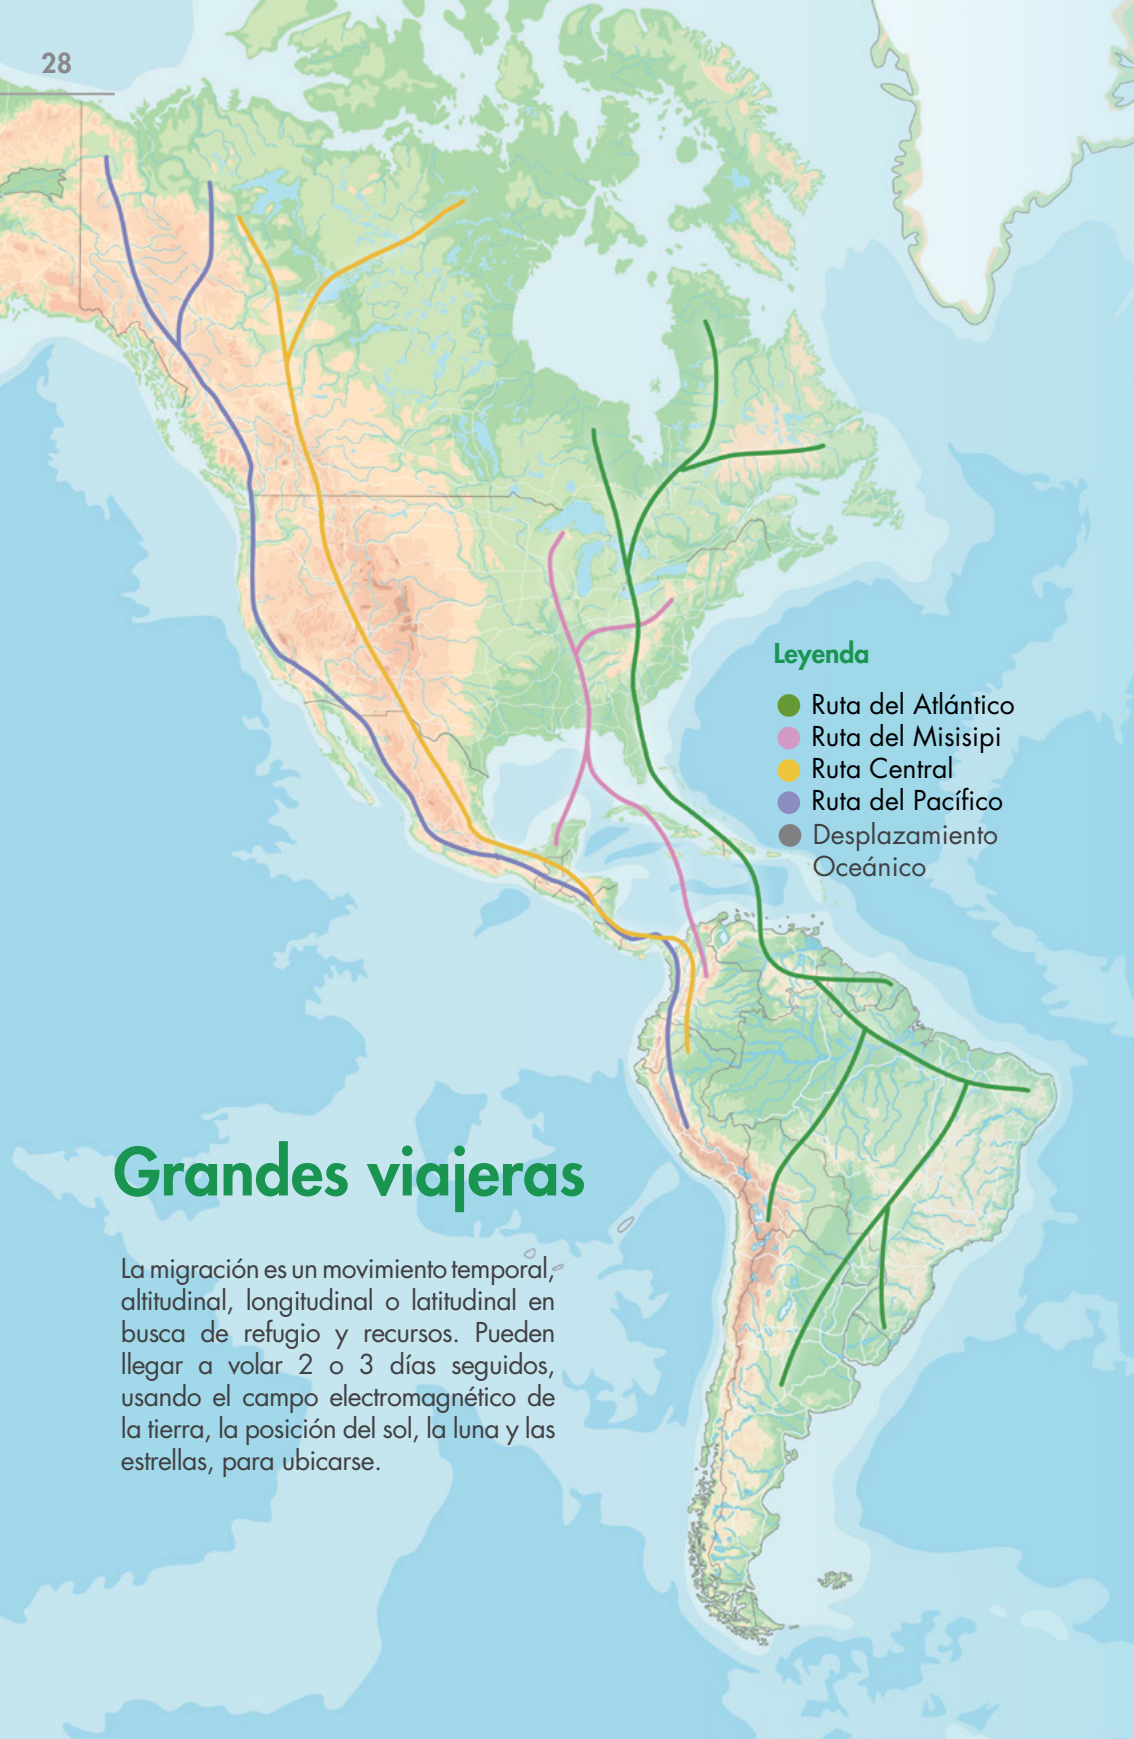 28
Leyenda
Ruta del Atlántico
Ruta del Misisipi
Ruta Central
Ruta del Pacífico
Desplazamiento
Oceánico
Grandes viajeras
La migración es un movimiento temporal,
altitudinal, longitudinal o latitudinal en
busca de refugio y recursos. Pueden
llegar a volar 2 o 3 días seguidos,
usando el campo electromagnético de
la tierra, la posición del sol, la luna y las
estrellas, para ubicarse.